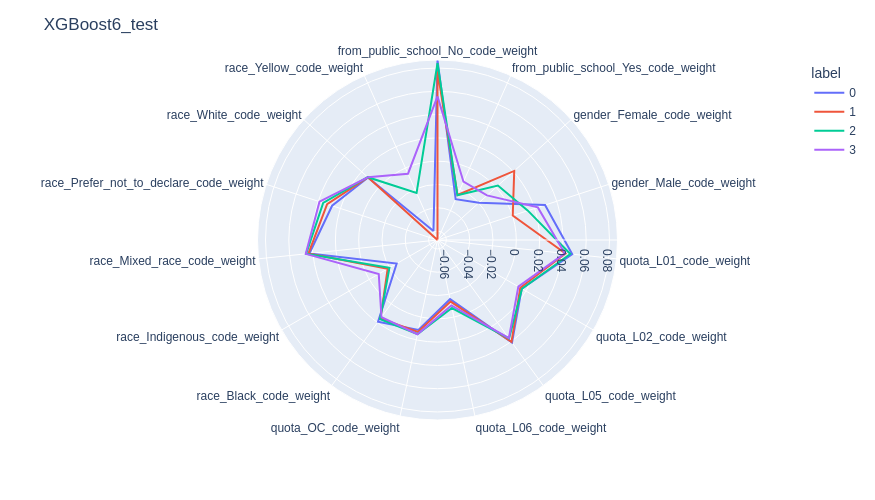 XGBoost6_test
from_public_school_No_code_weight
race_Yellow_code_weight
from_public_school_Yes_code_weight
label
0
1
2
3
race_White_code_weight
gender_Female_code_weight
race_Prefer_not_to_declare_code_weight
gender_Male_code_weight
race_Mixed_race_code_weight
−0.06
−0.04
−0.02
0
0.02
0.04
0.06
0.08
quota_L01_code_weight
race_Indigenous_code_weight
quota_L02_code_weight
race_Black_code_weight
quota_L05_code_weight
quota_OC_code_weight
quota_L06_code_weight